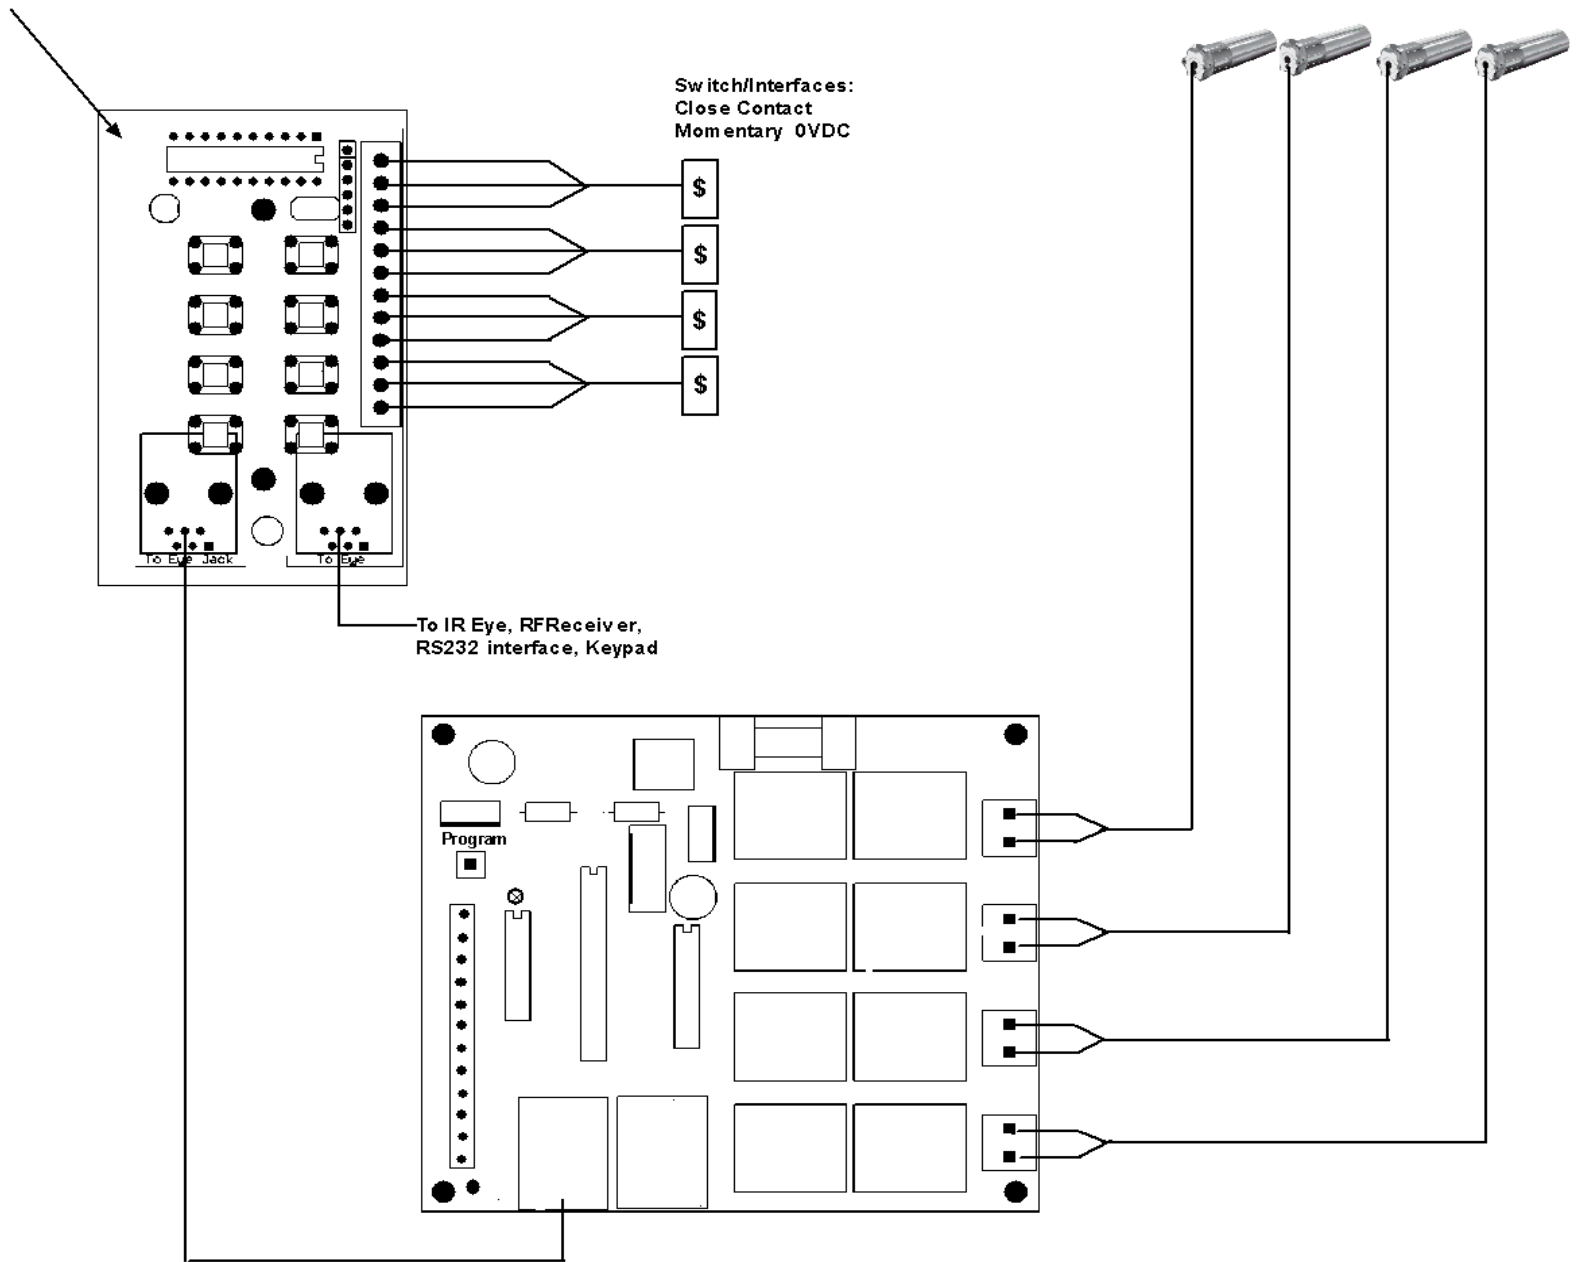 Switch/Interfaces:
Close Contact
Momentary 0VDC
$
$
$
$
To Eye Jack
To Eye
To IR Eye, RFReceiver,
RS232 interface, Keypad
Program